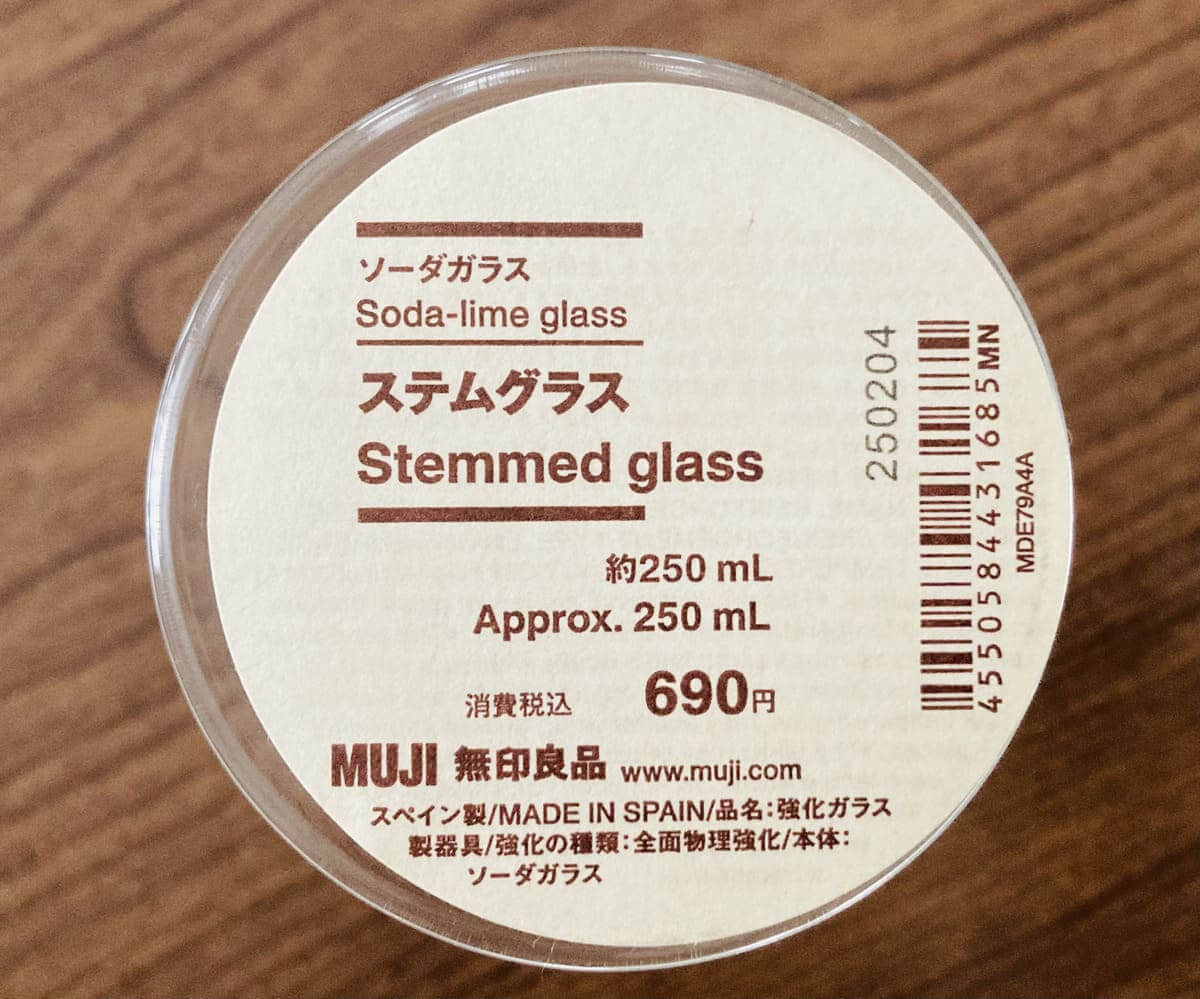 ソーダガラス
Soda-lime glass
ステムグラス
Stemmed glass
約250 mL
Approx. 250 mL
消費税込 690円
MUJI 無印良品 www.muji.com
スペイン製/MADE IN SPAIN/品名:強化ガラス
製器具/強化の種類:全面物理強化/本体:
ソーダガラス
250204
4550584431685MN
MDE79A4A